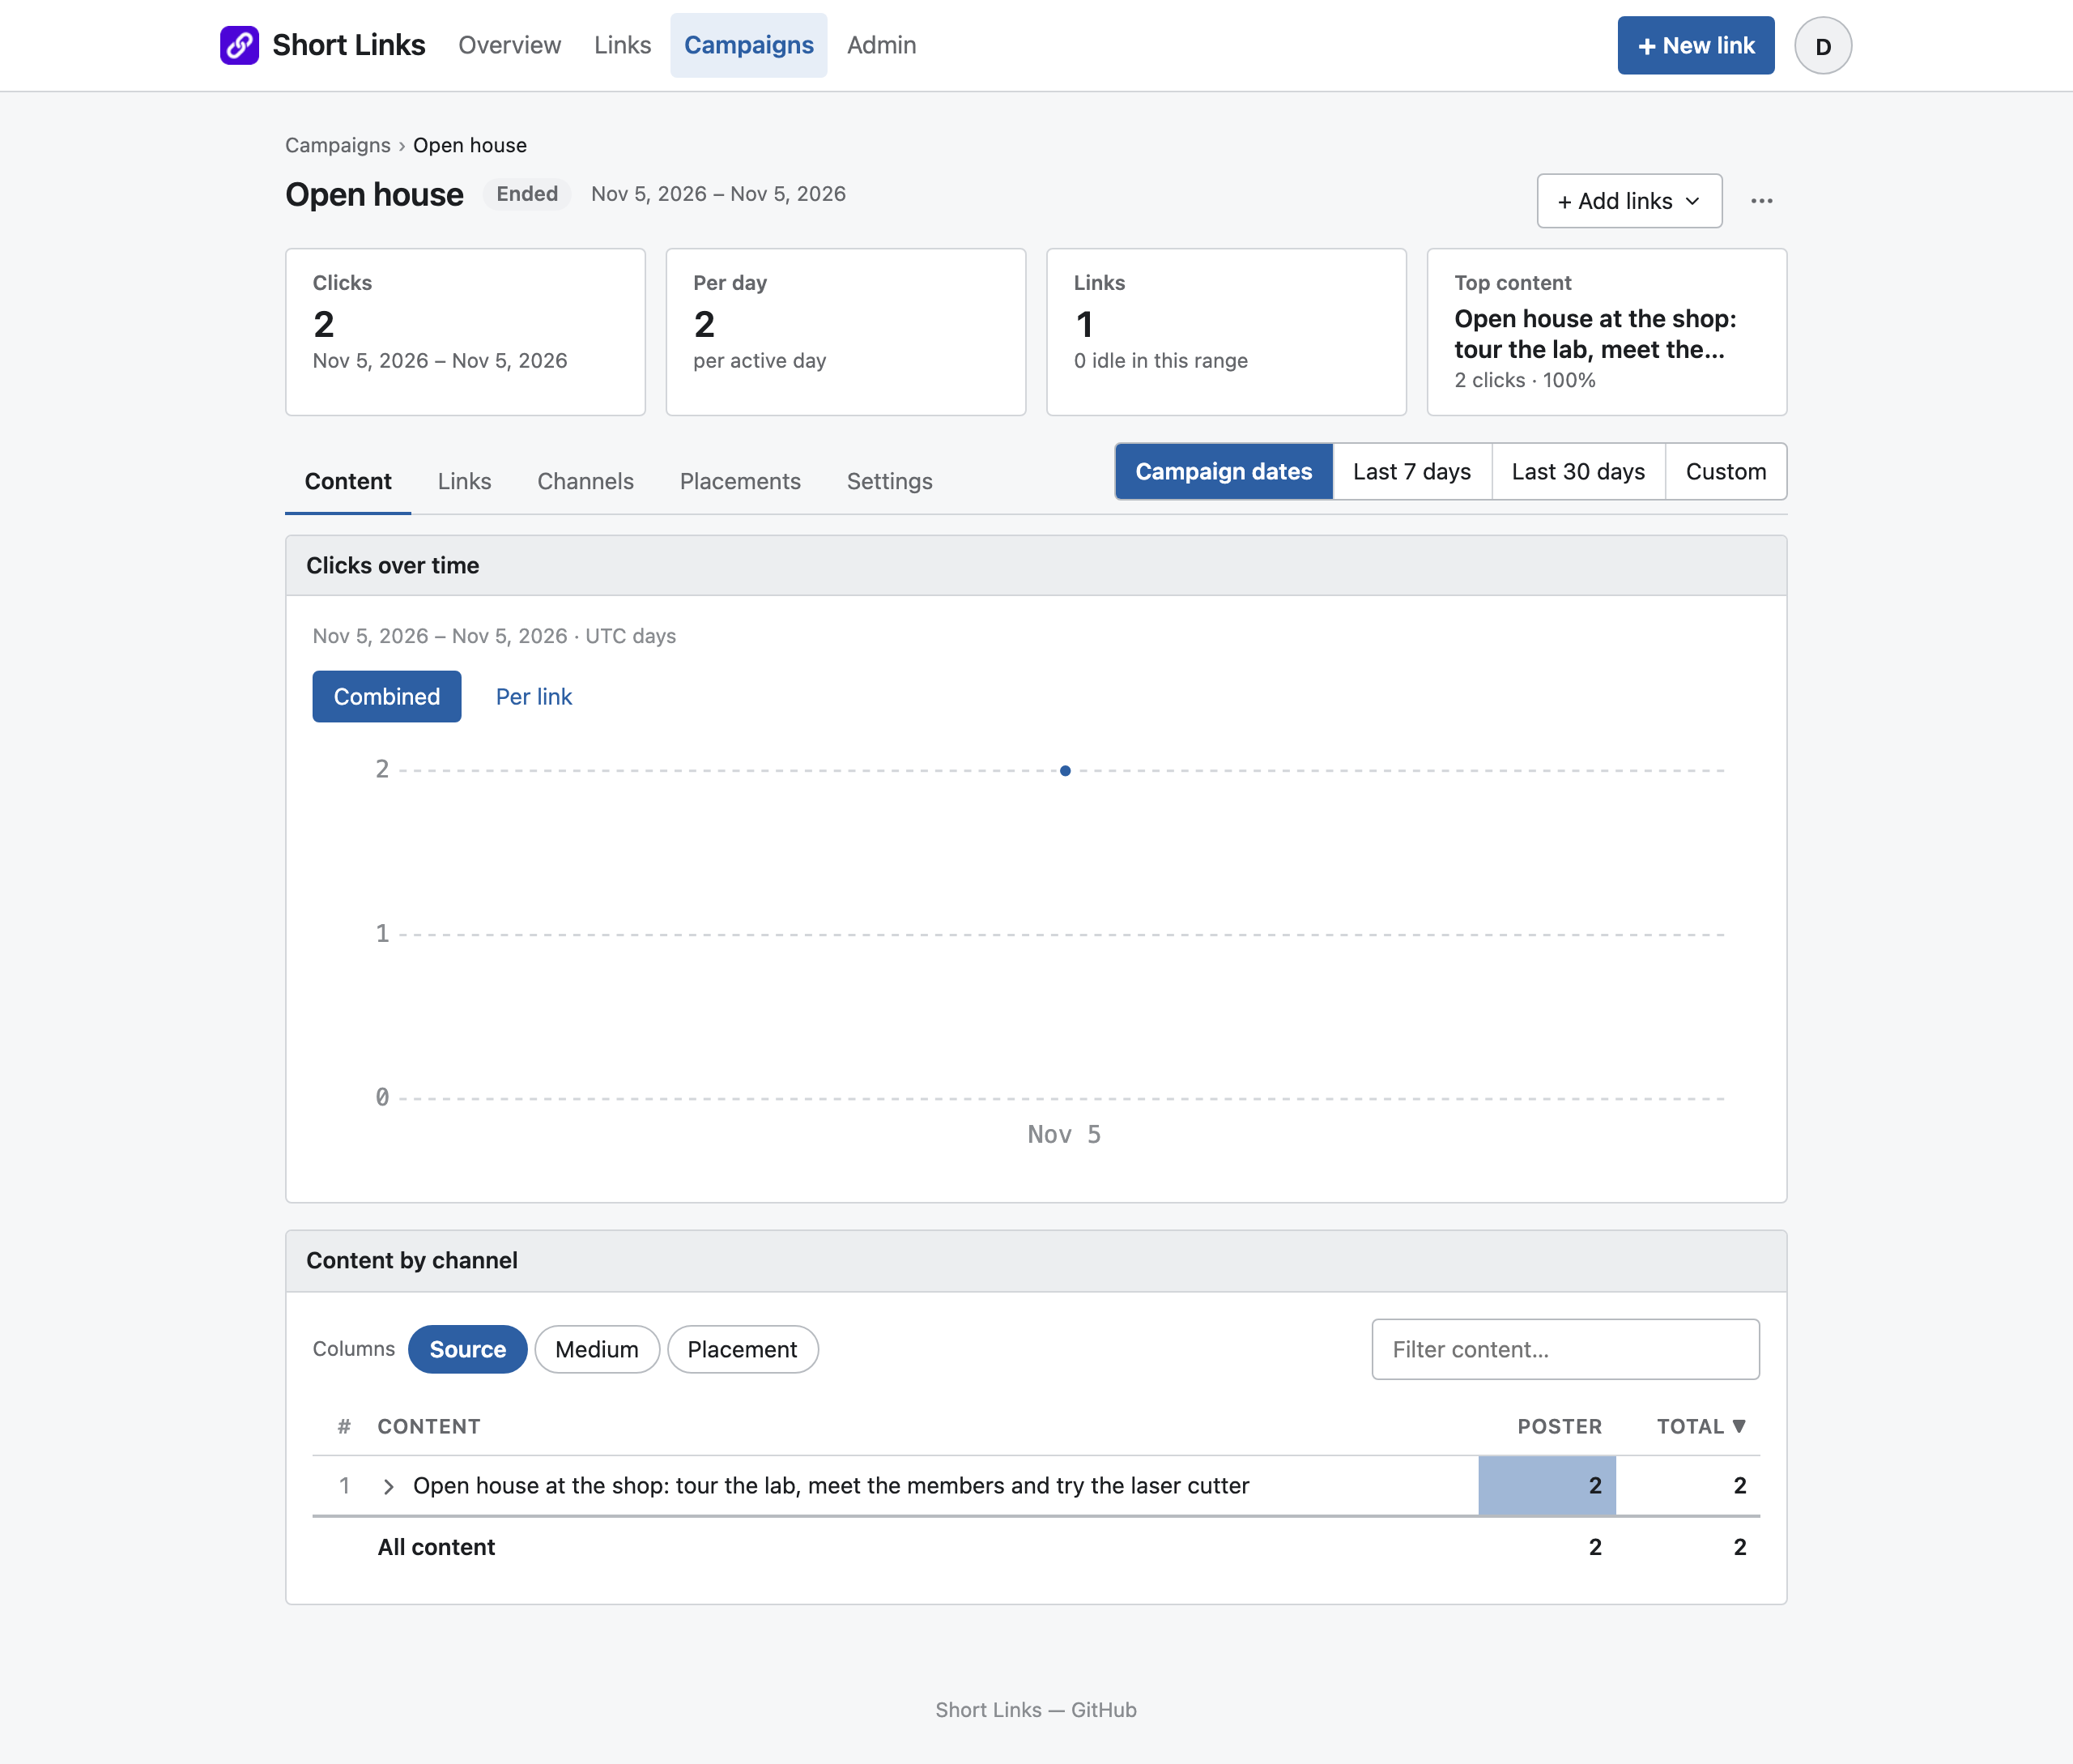 Short Links Overview Links Campaigns Admin + New link D
Campaigns › Open house
Open house Ended Nov 5, 2026 – Nov 5, 2026 + Add links ...
Clicks
2
Nov 5, 2026 – Nov 5, 2026
Per day
2
per active day
Links
1
0 idle in this range
Top content
Open house at the shop:
tour the lab, meet the...
2 clicks · 100%
Content Links Channels Placements Settings
Campaign dates Last 7 days Last 30 days Custom
Clicks over time
Nov 5, 2026 – Nov 5, 2026 · UTC days
Combined Per link
2
1
0
Nov 5
Content by channel
Columns Source Medium Placement Filter content...
# CONTENT POSTER TOTAL ▼
1 › Open house at the shop: tour the lab, meet the members and try the laser cutter 2 2
All content 2 2
Short Links — GitHub